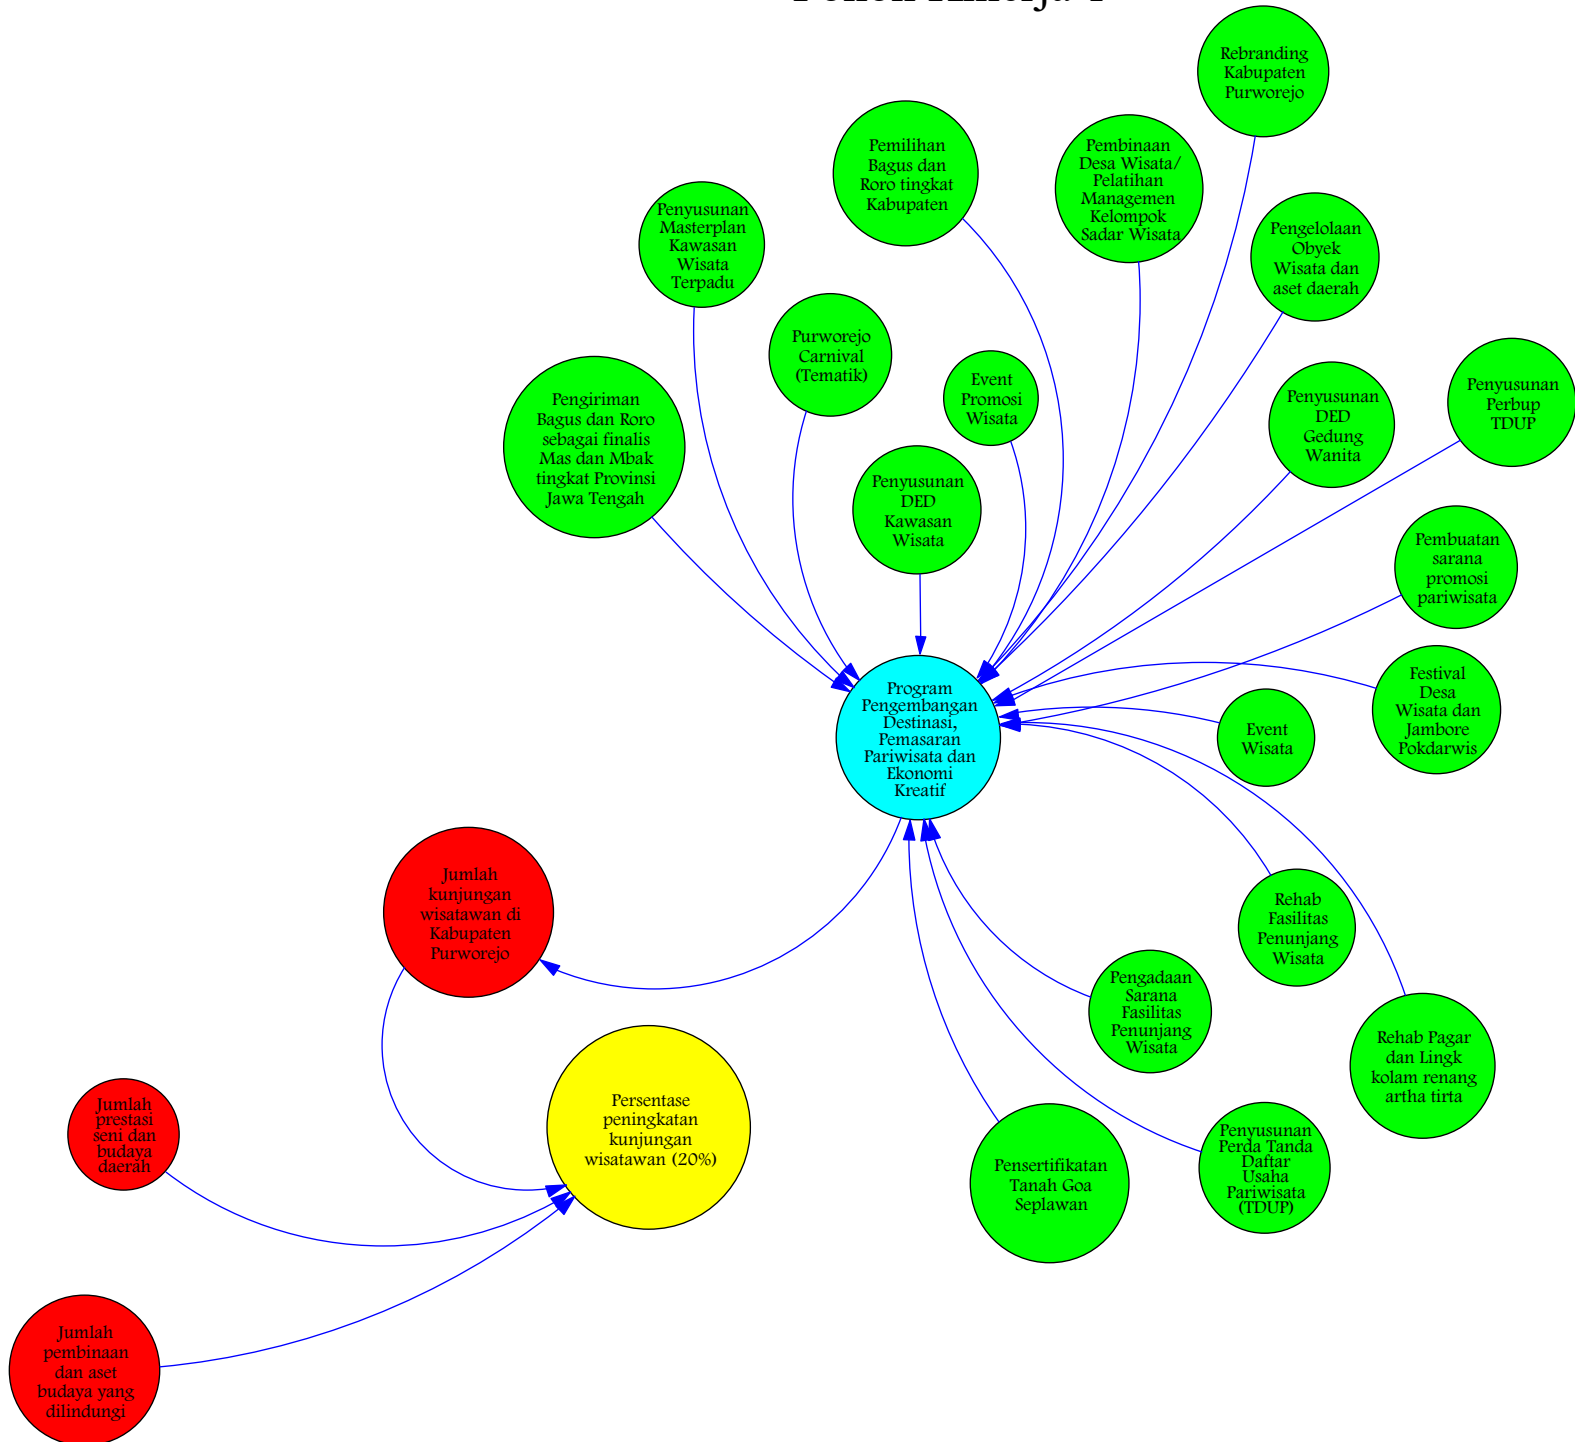 Pohon Kinerja 1
Rebranding
Kabupaten
Purworejo
Pemilihan
Bagus dan
Roro tingkat
Kabupaten
Pembinaan
Desa Wisata/
Pelatihan
Managemen
Kelompok
Sadar Wisata
Penyusunan
Masterplan
Kawasan
Wisata
Terpadu
Pengelolaan
Obyek
Wisata dan
aset daerah
Purworejo
Carnival
(Tematik)
Event
Promosi
Wisata
Penyusunan
DED
Gedung
Wanita
Penyusunan
Perbup
TDUP
Pengiriman
Bagus dan Roro
sebagai finalis
Mas dan Mbak
tingkat Provinsi
Jawa Tengah
Penyusunan
DED
Kawasan
Wisata
Pembuatan
sarana
promosi
pariwisata
Program
Pengembangan
Destinasi,
Pemasaran
Pariwisata dan
Ekonomi
Kreatif
Festival
Desa
Wisata dan
Jambore
Pokdarwis
Event
Wisata
Jumlah
kunjungan
wisatawan di
Kabupaten
Purworejo
Rehab
Fasilitas
Penunjang
Wisata
Pengadaan
Sarana
Fasilitas
Penunjang
Wisata
Rehab Pagar
dan Lingk
kolam renang
artha tirta
Jumlah
prestasi
seni dan
budaya
daerah
Persentase
peningkatan
kunjungan
wisatawan (20%)
Pensertifikatan
Tanah Goa
Seplawan
Penyusunan
Perda Tanda
Daftar
Usaha
Pariwisata
(TDUP)
Jumlah
pembinaan
dan aset
budaya yang
dilindungi